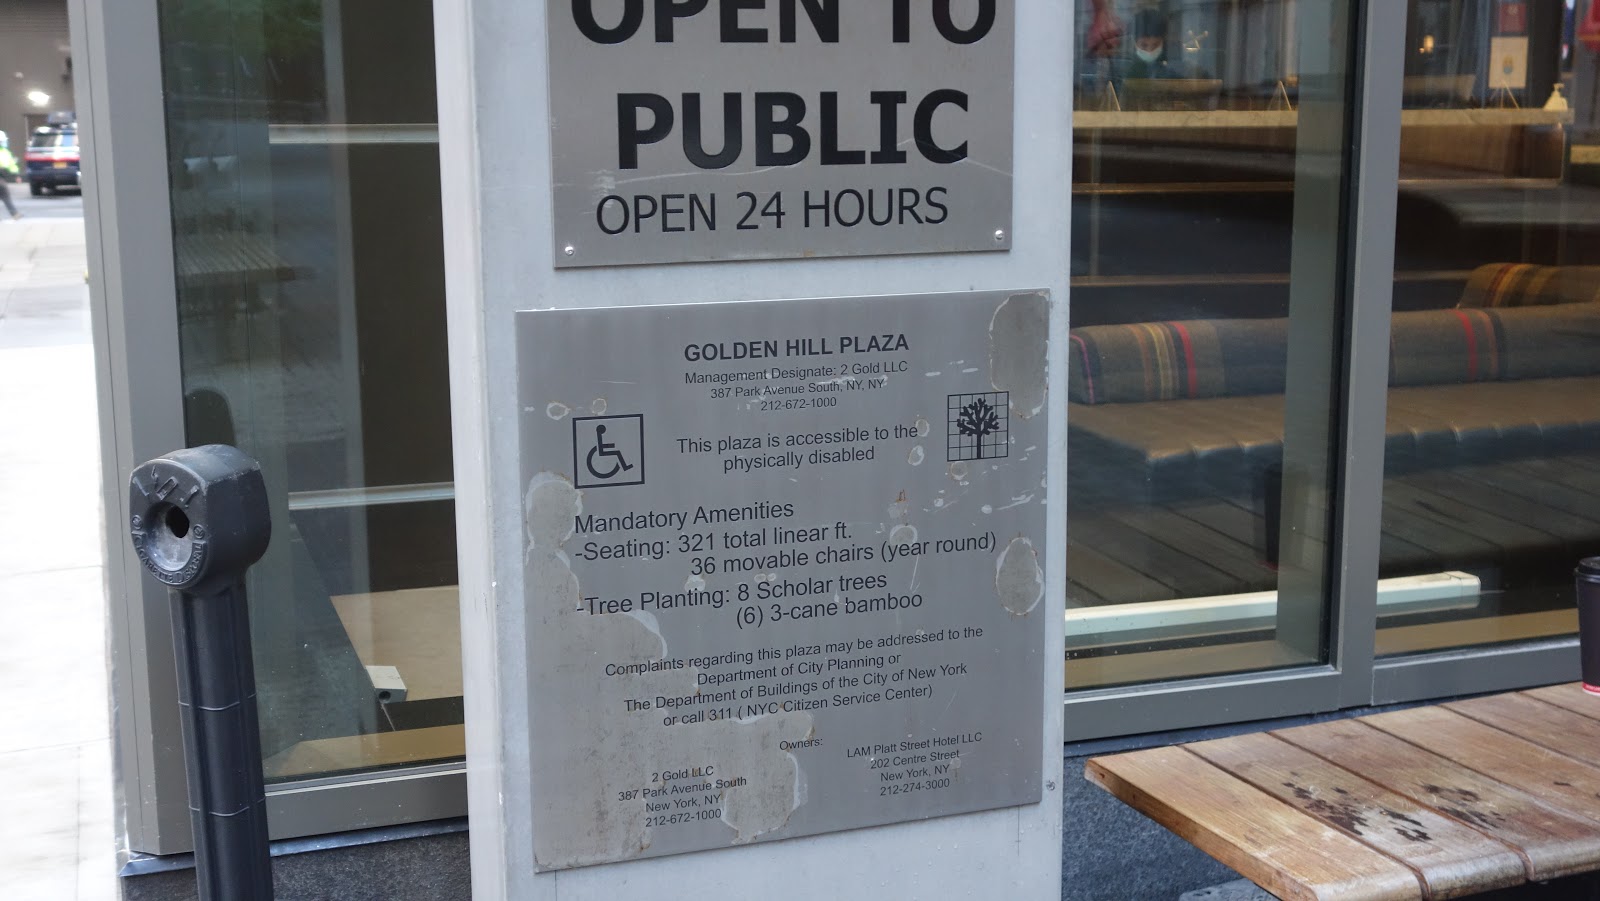 OPEN TO
PUBLIC
OPEN 24 HOURS
GOLDEN HILL PLAZA
Management Designate: 2 Gold LLC
387 Park Avenue South, NY, NY
212-672-1000
This plaza is accessible to the
physically disabled
Mandatory Amenities
-Seating: 321 total linear ft.
36 movable chairs (year round)
-Tree Planting: 8 Scholar trees
(6) 3-cane bamboo
Complaints regarding this plaza may be addressed to the
Department of City Planning or
The Department of Buildings of the City of New York
or call 311 ( NYC Citizen Service Center)
Owners:
2 Gold LLC
387 Park Avenue South
New York, NY
212-672-1000
LAM Platt Street Hotel LLC
202 Centre Street
New York, NY
212-274-3000